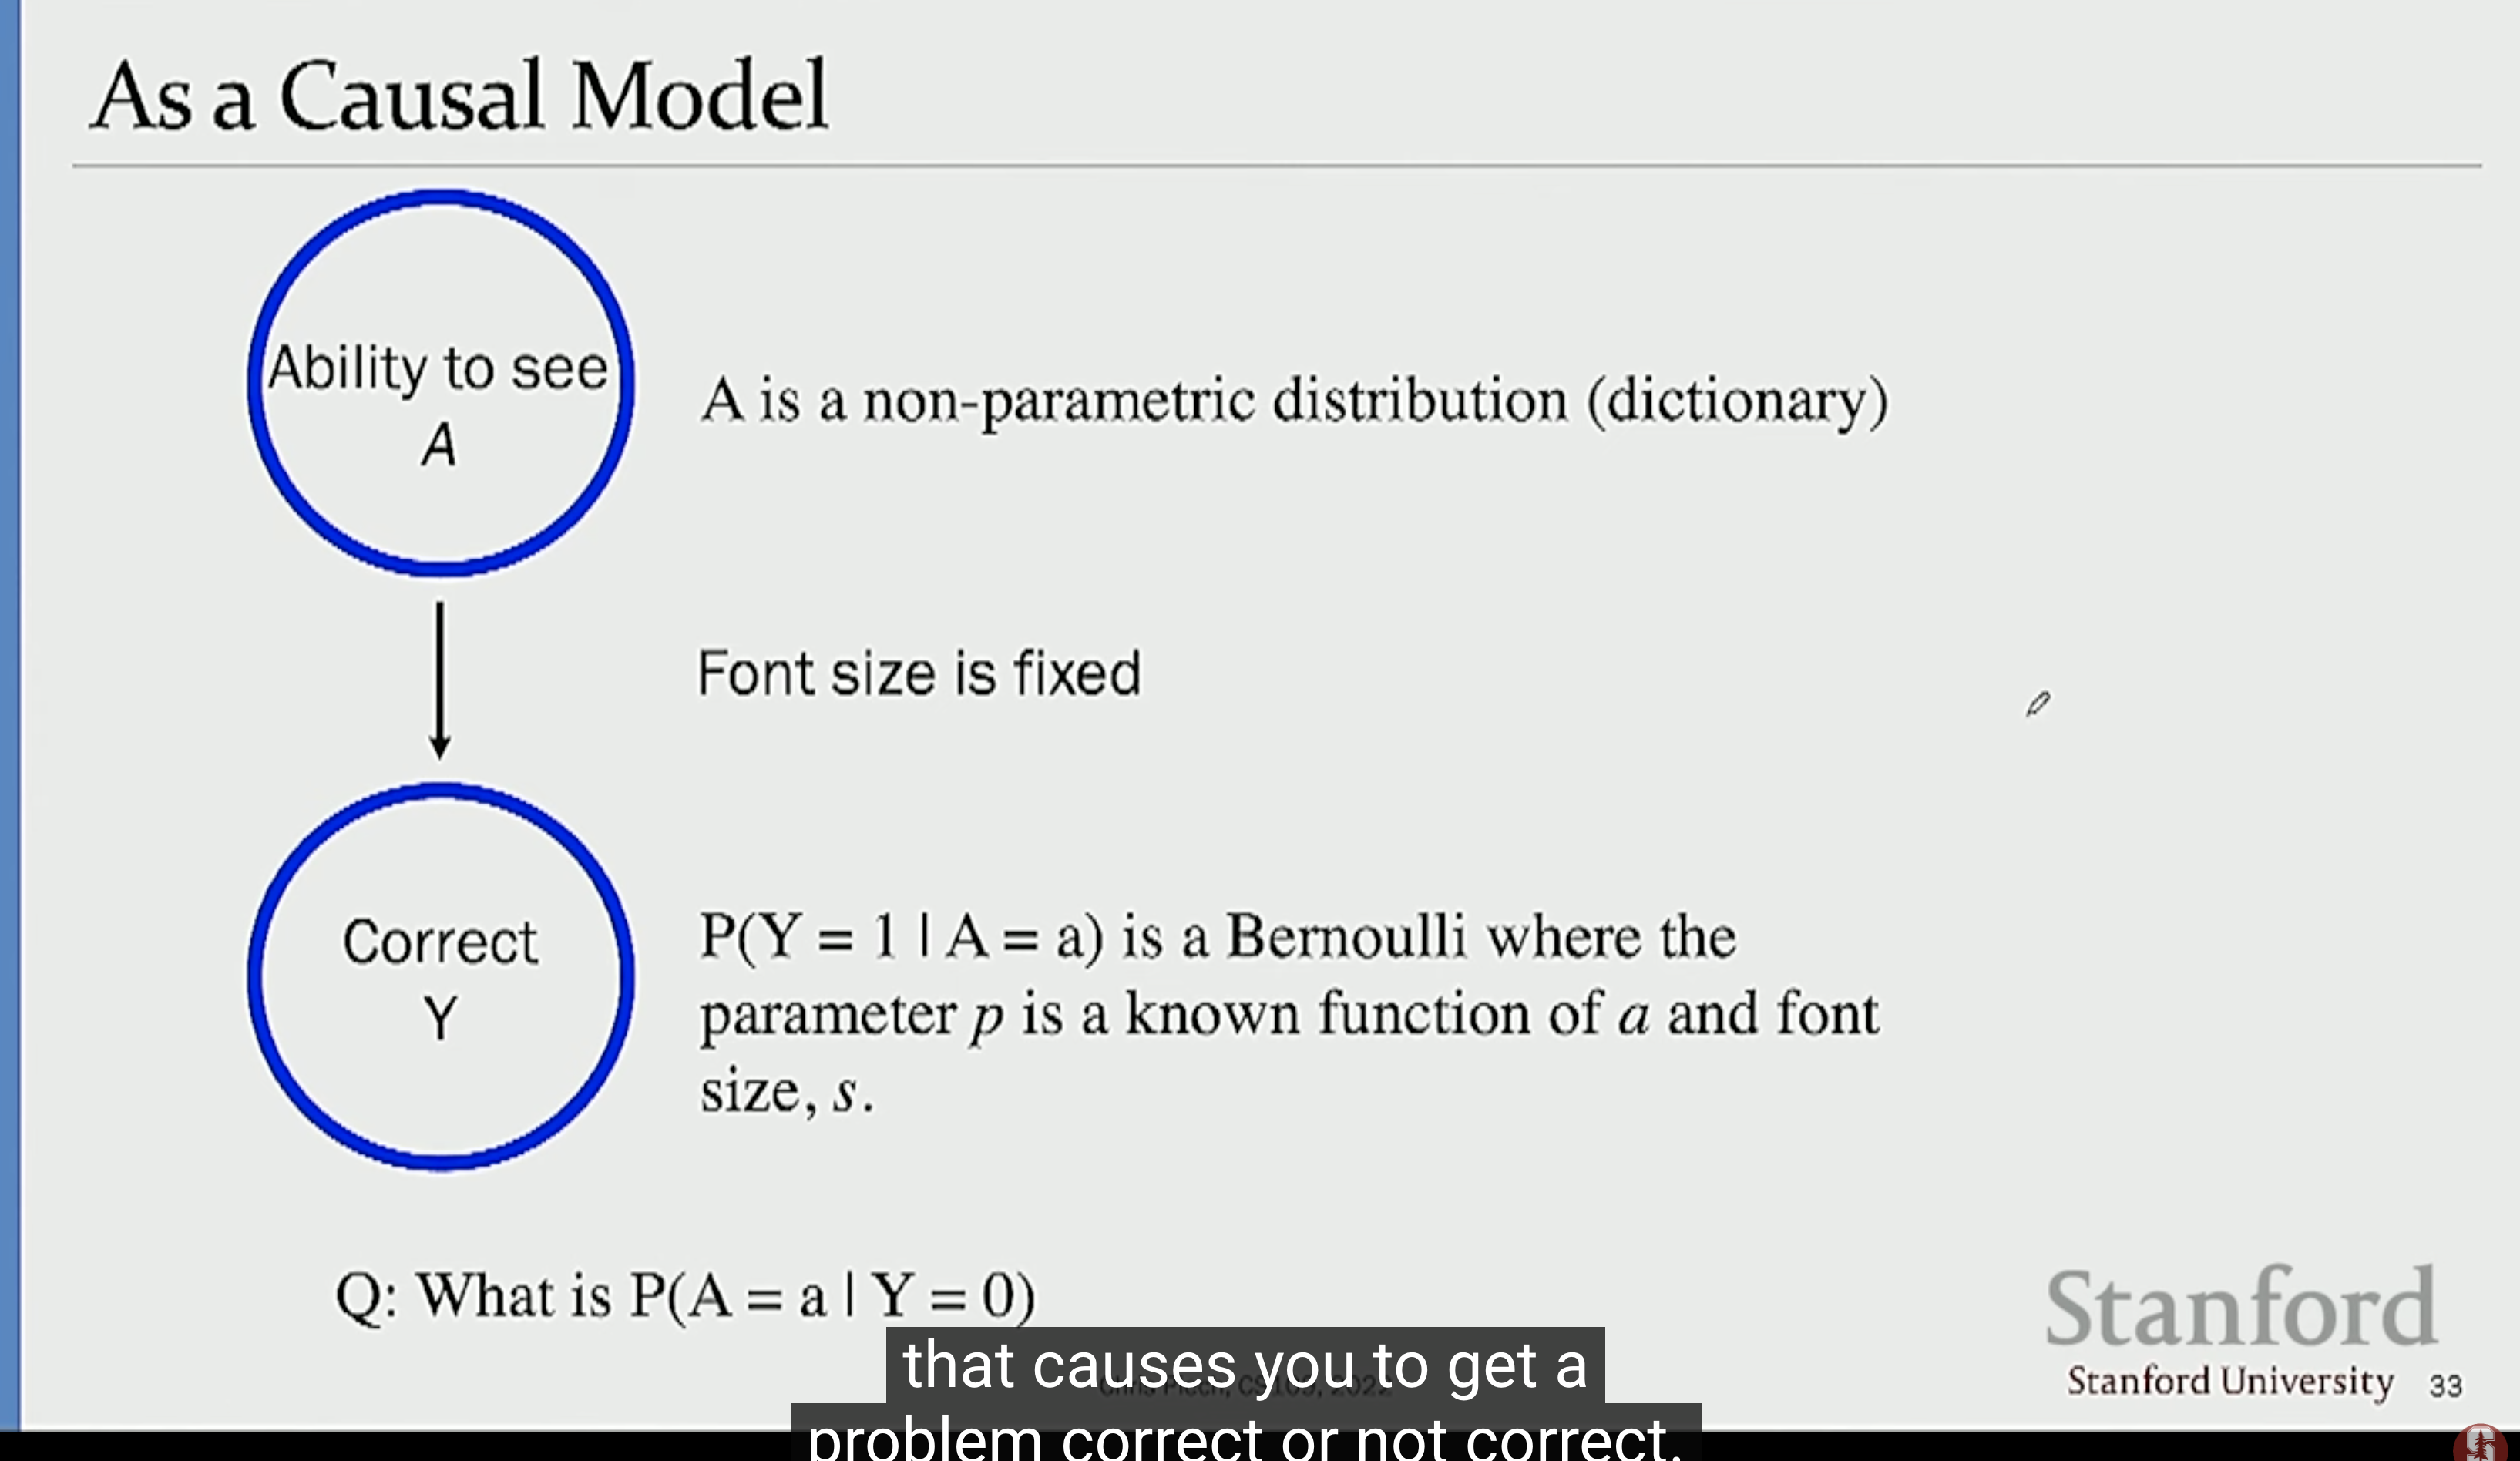 As a Causal Model
Ability to see
A
A is a non-parametric distribution (dictionary)
Font size is fixed
Correct
Y
P(Y = 1 | A = a) is a Bernoulli where the
parameter p is a known function of a and font
size, s.
Q: What is P(A = a | Y = 0)
that causes you to get a
problem correct or not correct.
Stanford
Stanford University 33